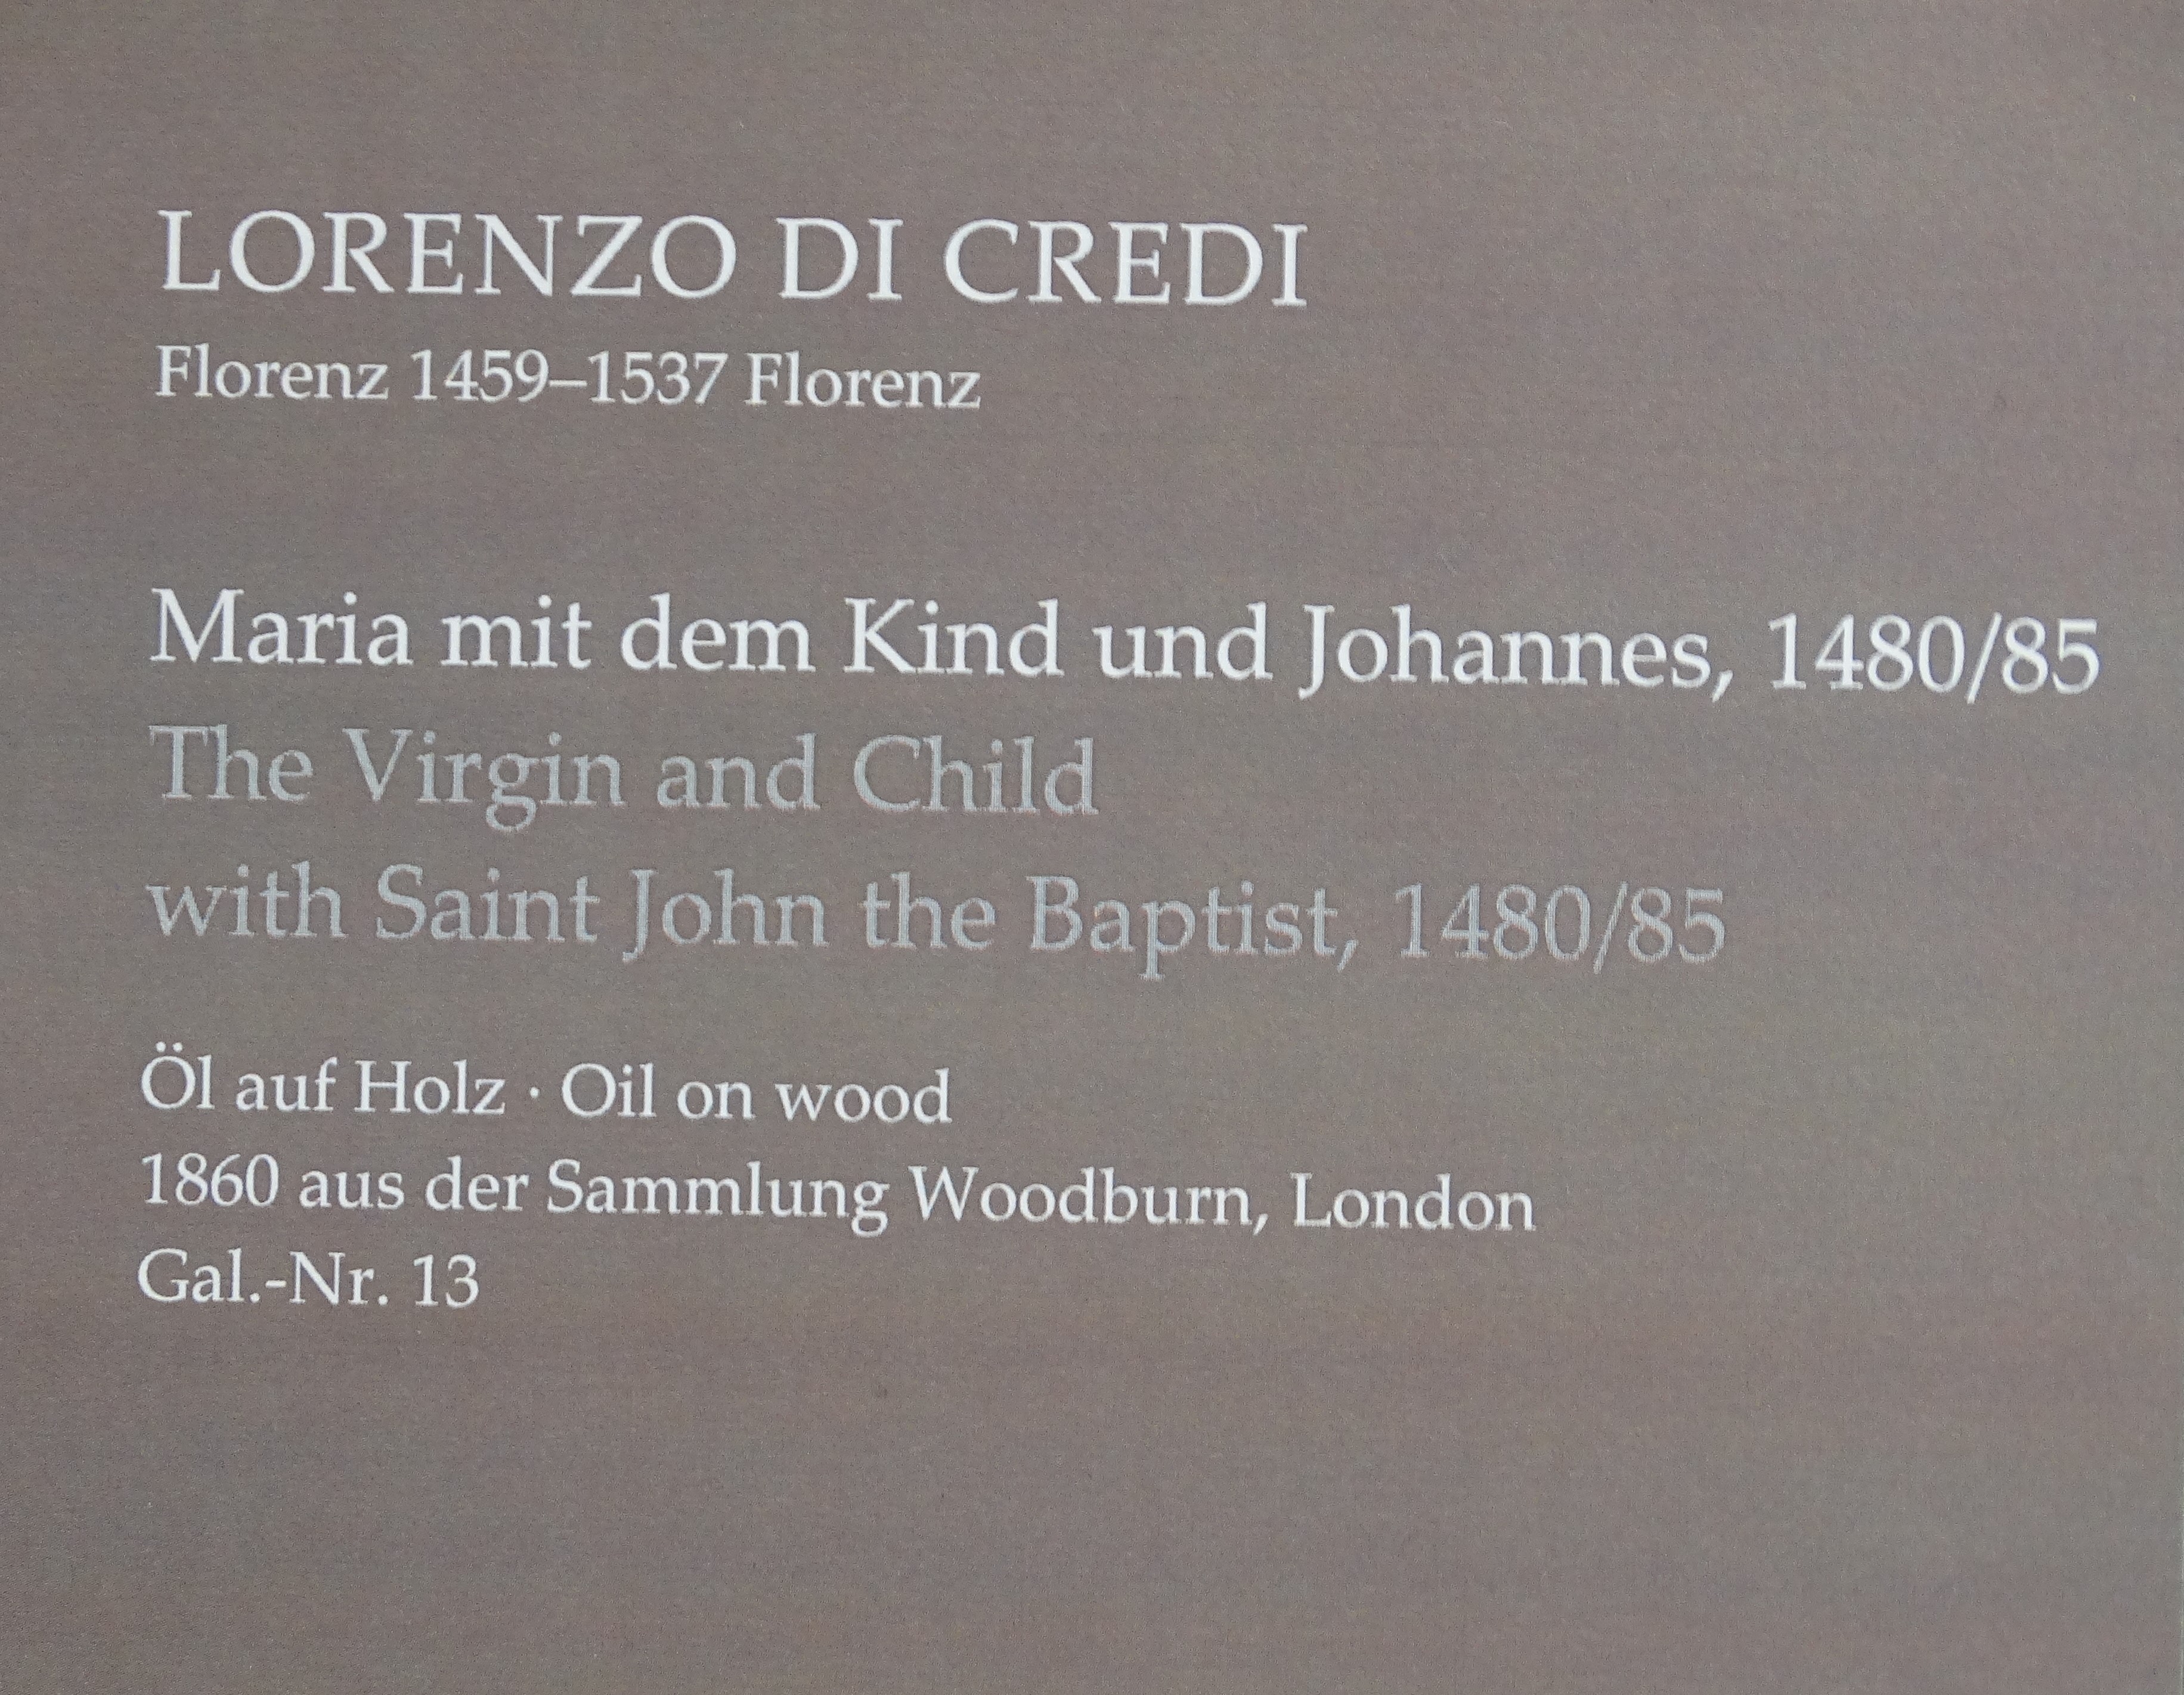 LORENZO DI CREDI
Florenz 1459–1537 Florenz
Maria mit dem Kind und Johannes, 1480/85
The Virgin and Child
with Saint John the Baptist, 1480/85
Öl auf Holz · Oil on wood
1860 aus der Sammlung Woodburn, London
Gal.-Nr. 13